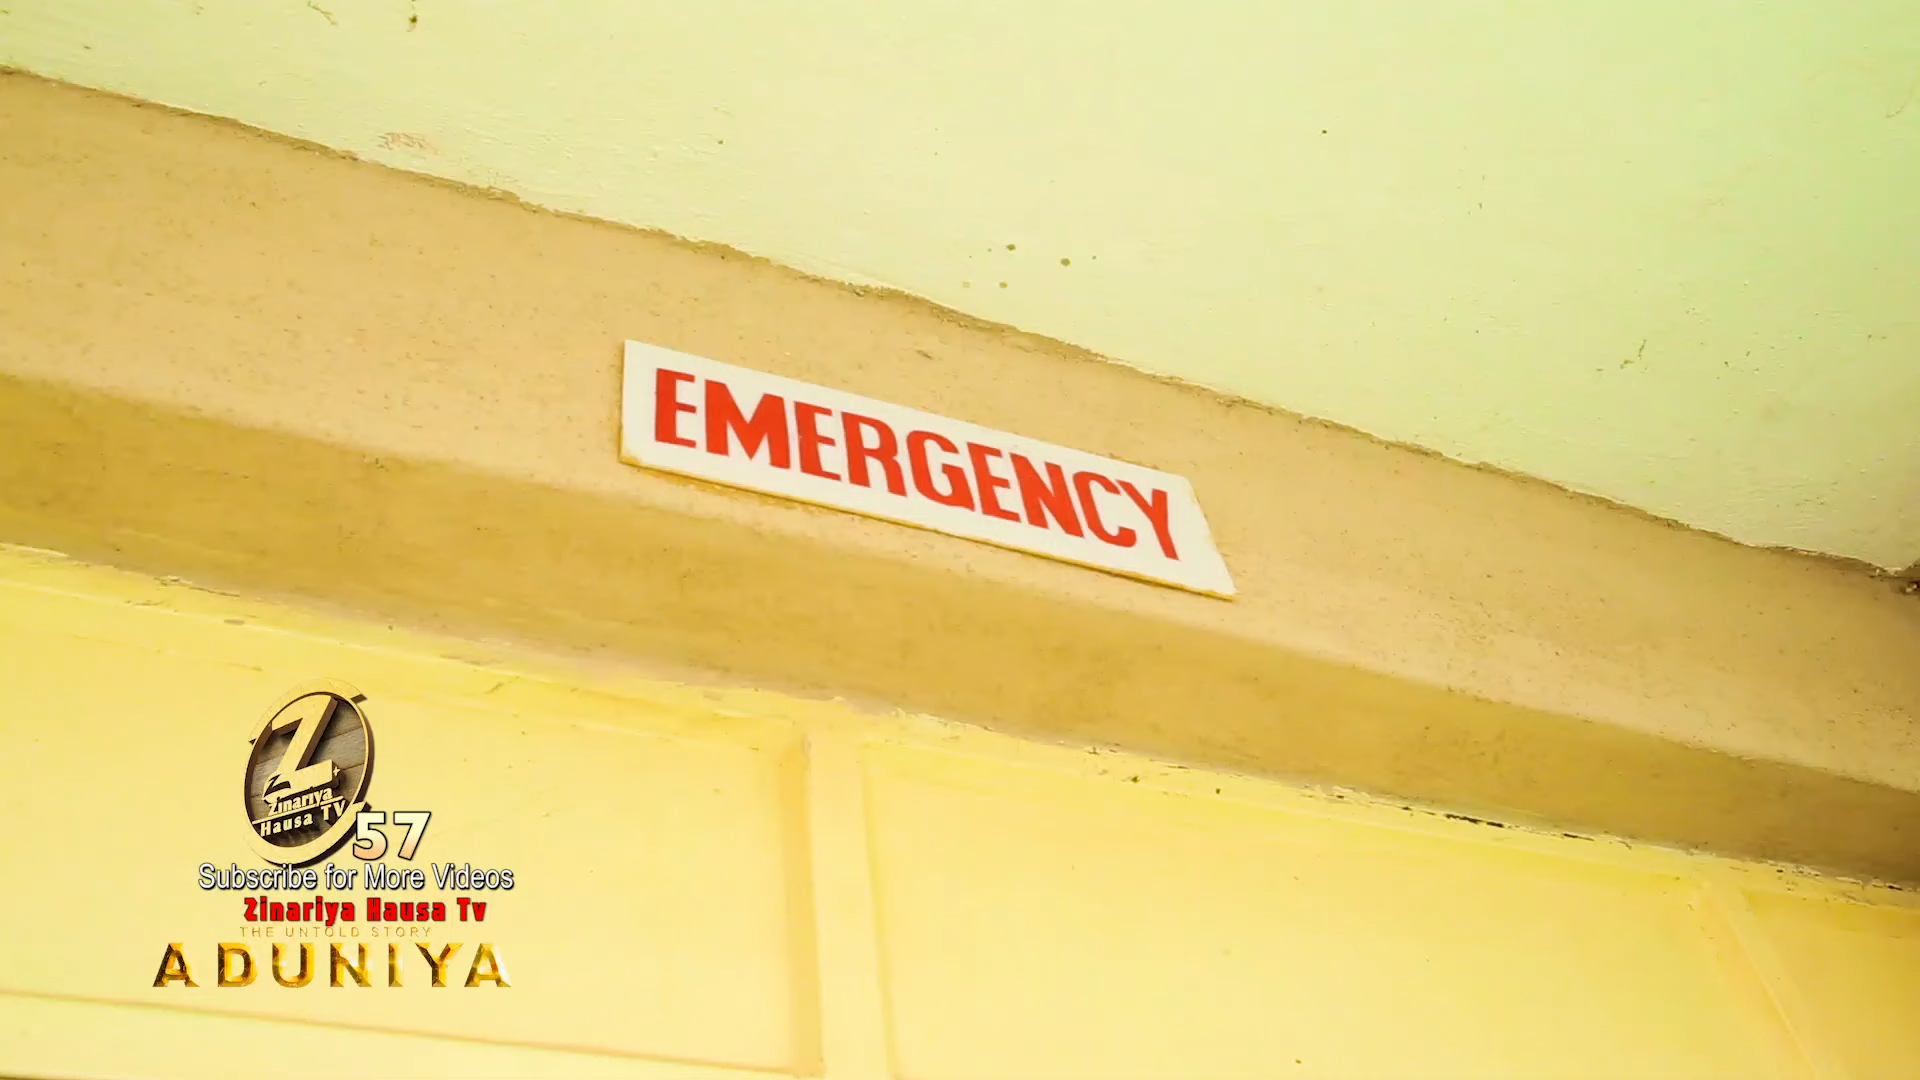 EMERGENCY
Z
Zinariya
Hausa TV
57
Subscribe for More Videos
Zinariya Hausa Tv
THE UNTOLD STORY
ADUNIYA